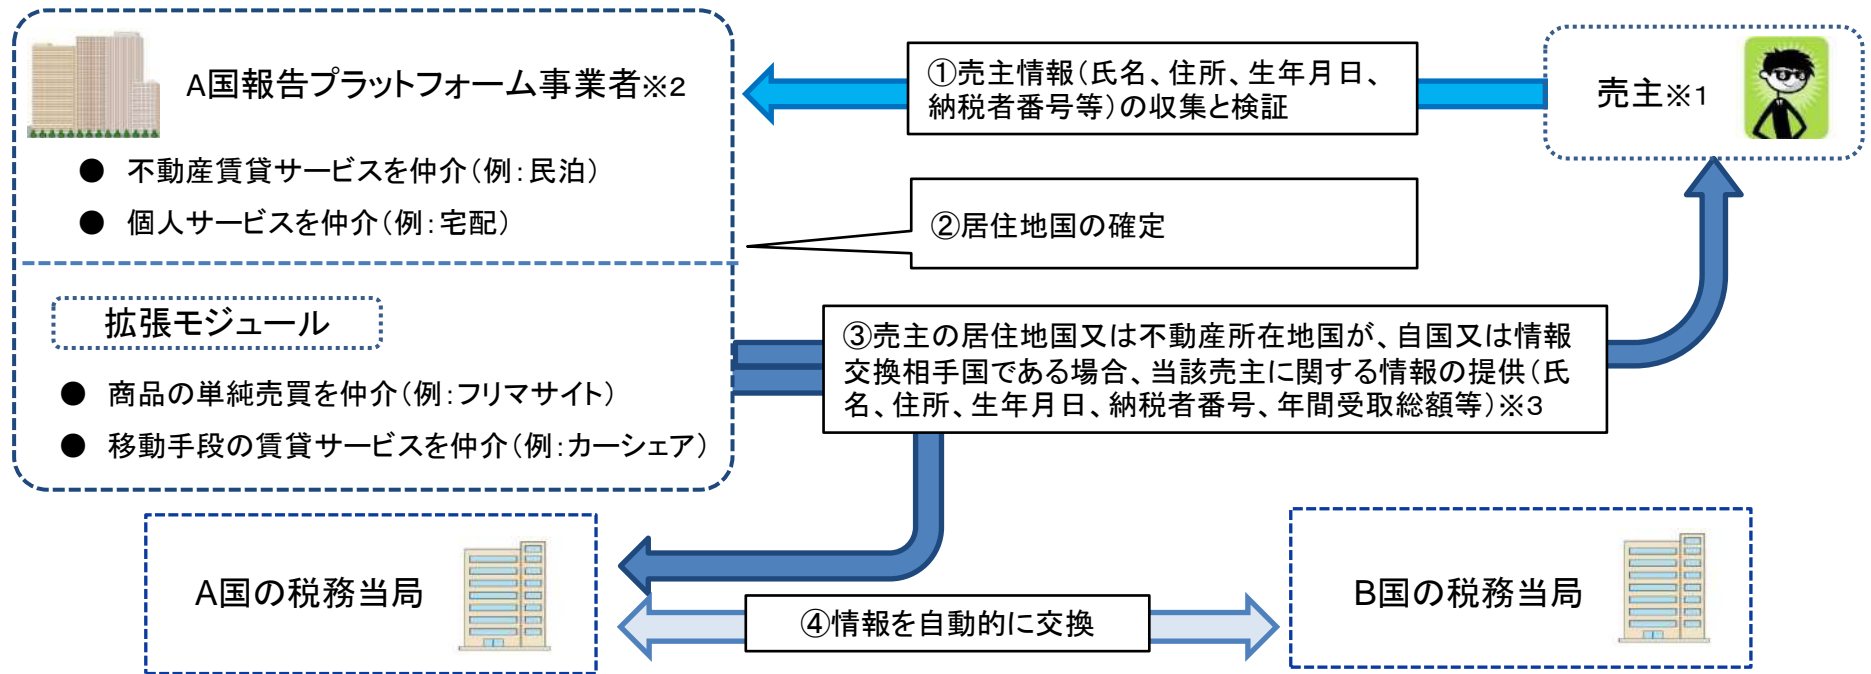 A国報告プラットフォーム事業者※2
● 不動産賃貸サービスを仲介（例：民泊）
● 個人サービスを仲介（例：宅配）
拡張モジュール
● 商品の単純売買を仲介（例：フリマサイト）
● 移動手段の賃貸サービスを仲介（例：カーシェア）
①売主情報（氏名、住所、生年月日、
納税者番号等）の収集と検証
売主※1
②居住地国の確定
③売主の居住地国又は不動産所在地国が、自国又は情報
交換相手国である場合、当該売主に関する情報の提供（氏
名、住所、生年月日、納税者番号、年間受取総額等）※3
A国の税務当局
④情報を自動的に交換
B国の税務当局